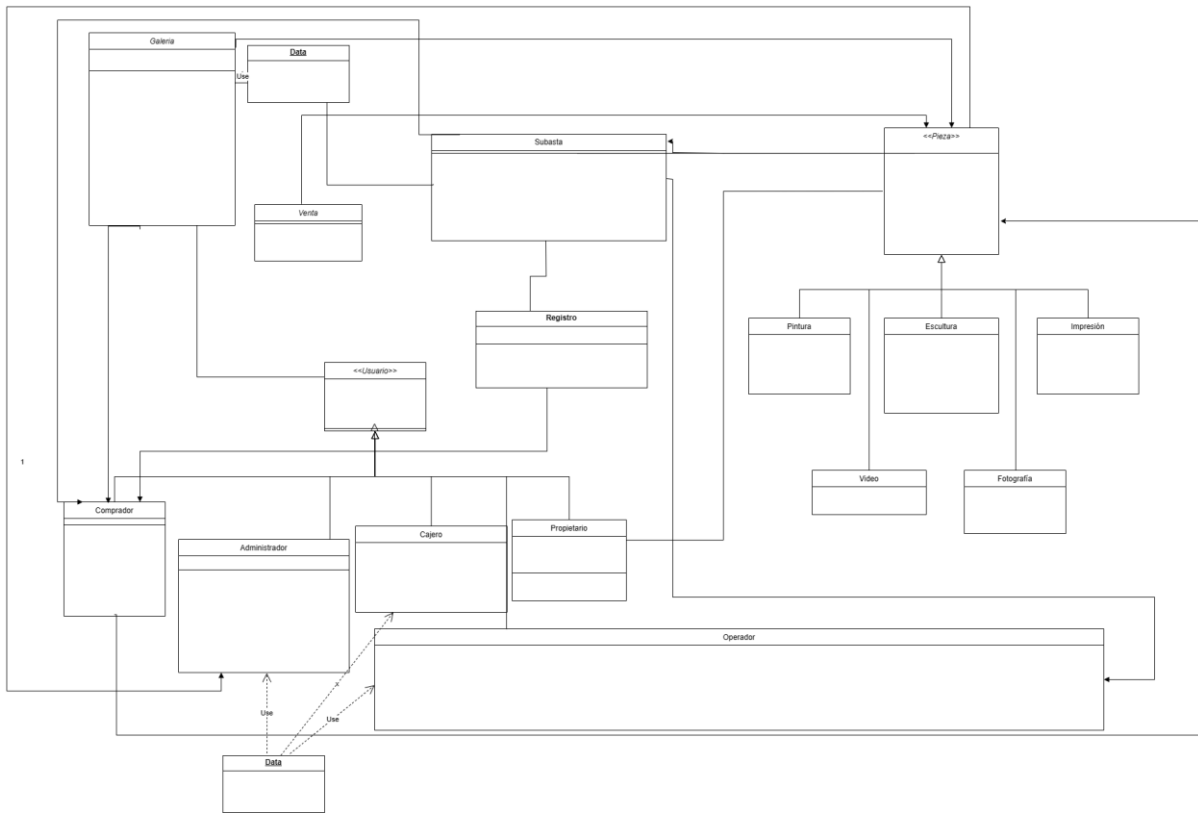 Galeria
Data
Use
<<Pieza>>
Subasta
Venta
Registro
Pintura
Escultura
Impresión
<<Usuario>>
1
Video
Fotografía
Comprador
Propietario
Cajero
Administrador
Operador
Use
Use
Data